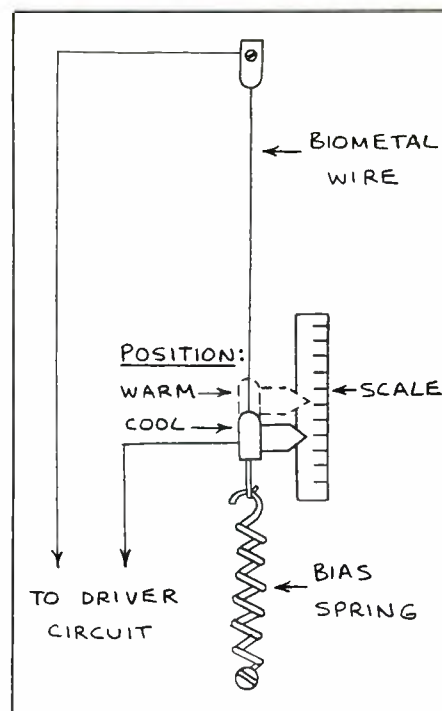 BIOMETAL
WIRE
POSITION:
WARM
SCALE
COOL
BIAS
SPRING
TO DRIVER
CIRCUIT